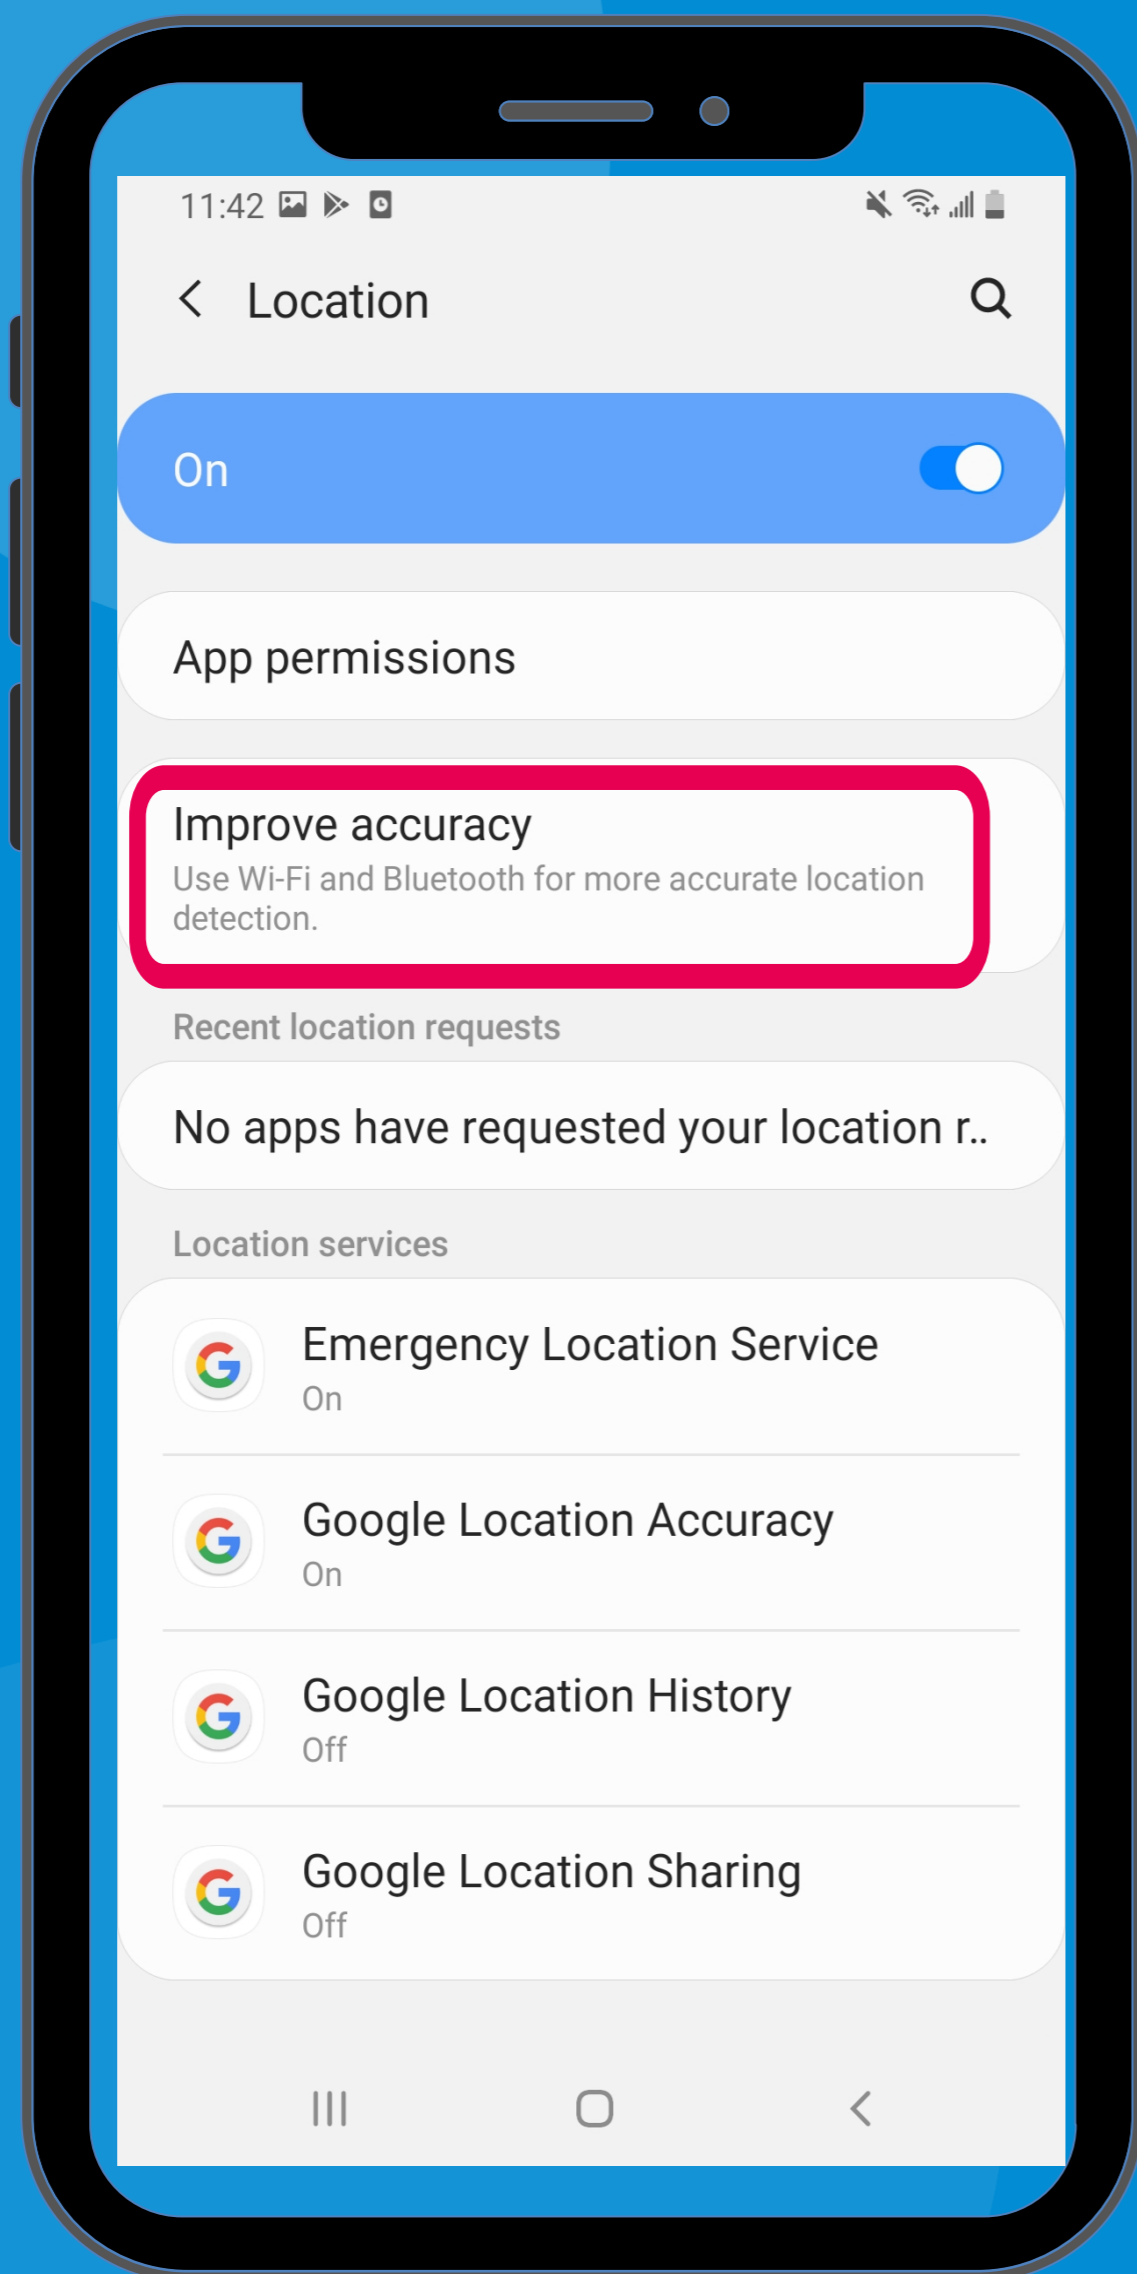 11:42
Location
On
App permissions
Improve accuracy
Use Wi-Fi and Bluetooth for more accurate location
detection.
Recent location requests
No apps have requested your location r..
Location services
Emergency Location Service
On
Google Location Accuracy
On
Google Location History
Off
Google Location Sharing
Off